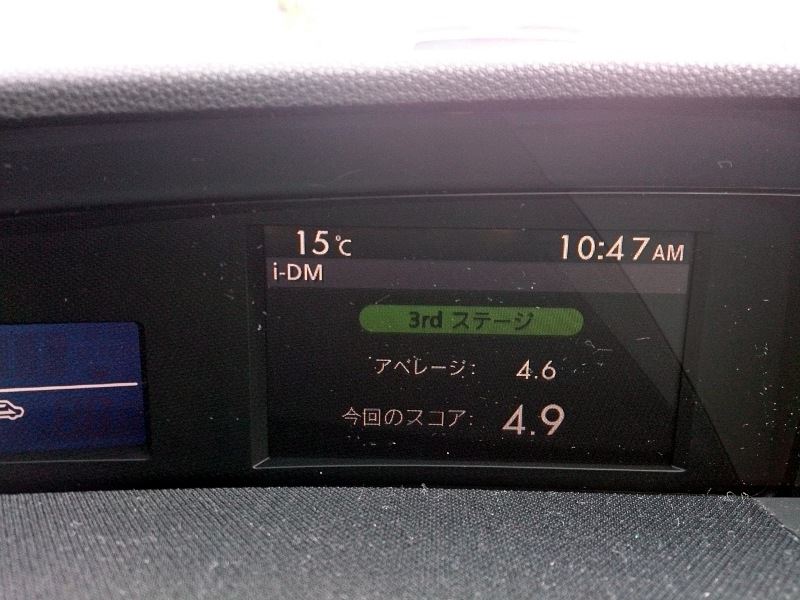 15℃ 10:47AM
i-DM
3rd ステージ
アベレージ: 4.6
今回のスコア: 4.9